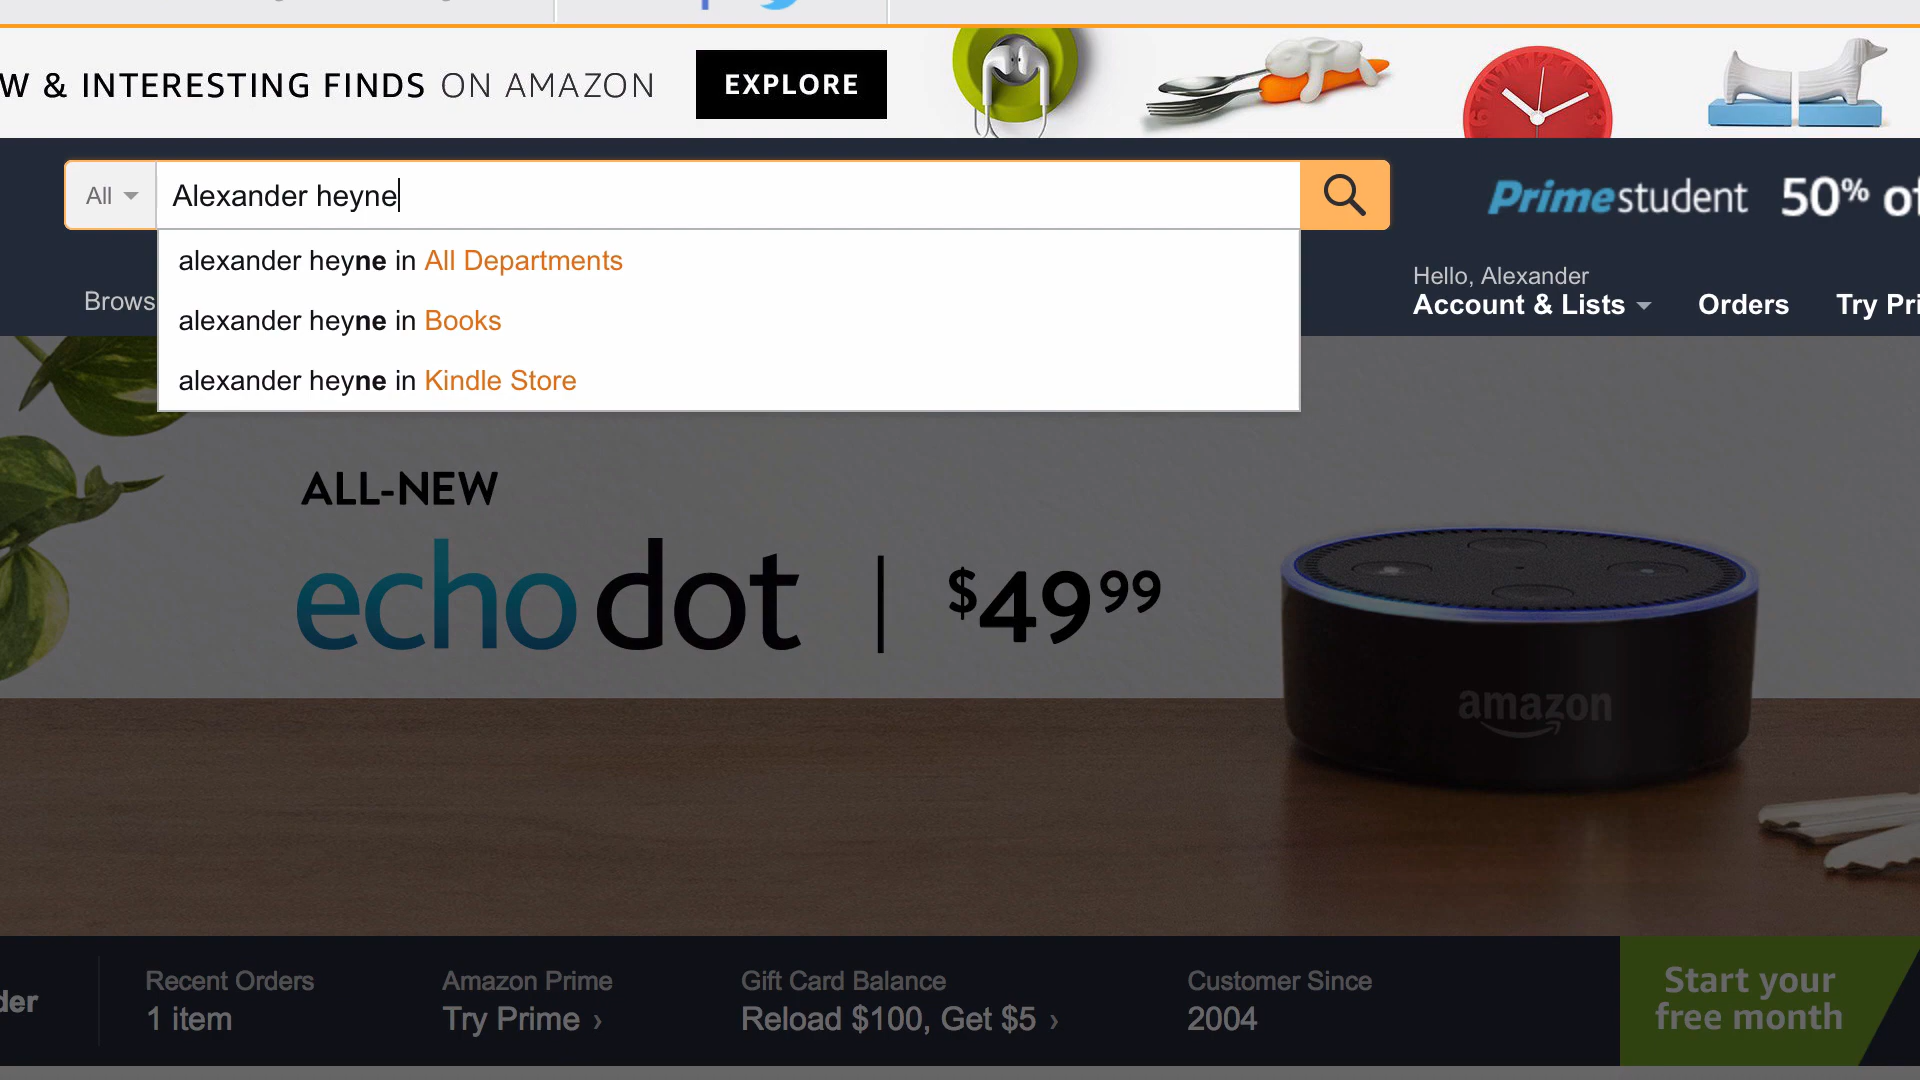 W & INTERESTING FINDS ON AMAZON
EXPLORE
All
Alexander heyne
Primestudent 50% of
alexander heyne in All Departments
alexander heyne in Books
alexander heyne in Kindle Store
Brows
Hello, Alexander
Account & Lists
Orders
Try Pri
ALL-NEW
echo dot | $49 99
amazon
der
Recent Orders
1 item
Amazon Prime
Try Prime ›
Gift Card Balance
Reload $100, Get $5 ›
Customer Since
2004
Start your
free month